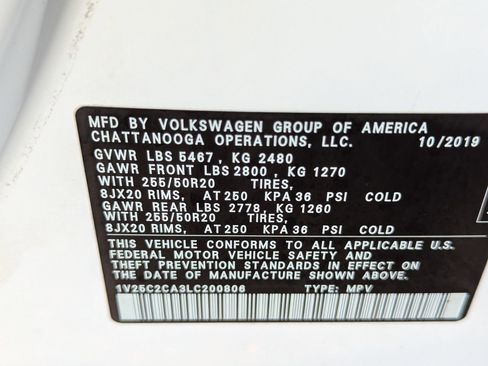 MFD BY VOLKSWAGEN GROUP OF AMERICA
CHATTANOOGA OPERATIONS, LLC. 10/2019
GVWR LBS 5467, KG 2480
GAWR FRONT LBS 2800, KG 1270
WITH 255/50R20 TIRES,
8JX20 RIMS, AT 250 KPA 36 PSI COLD
GAWR REAR LBS 2778, KG 1260
WITH 255/50R20 TIRES,
8JX20 RIMS, AT 250 KPA 36 PSI COLD
THIS VEHICLE CONFORMS TO ALL APPLICABLE
FEDERAL MOTOR VEHICLE SAFETY AND
THEFT PREVENTION STANDARDS IN EFFECT ON
THE DATE OF MANUFACTURE SHOWN ABOVE.
1V25C2CA3LC200806 TYPE: MPV